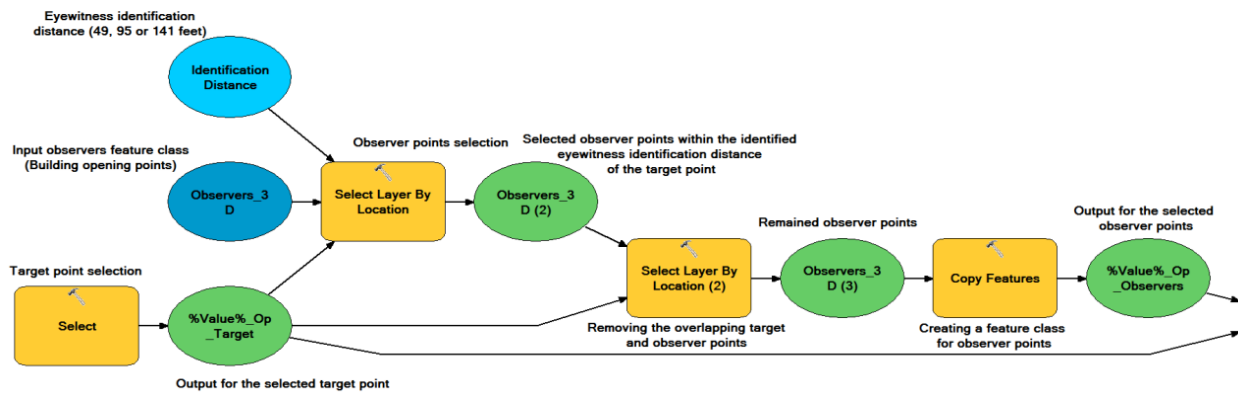 Eyewitness identification
distance (49, 95 or 141 feet)
Identification
Distance
Input observers feature class
(Building opening points)
Observers_3
D
Observer points selection
Select Layer By
Location
Selected observer points within the identified
eyewitness identification distance
of the target point
Observers_3
D (2)
Target point selection
Select
%Value%_Op
_Target
Output for the selected target point
Select Layer By
Location (2)
Removing the overlapping target
and observer points
Remained observer points
Observers_3
D (3)
Copy Features
Creating a feature class
for observer points
Output for the selected
observer points
%Value%_Op
_Observers